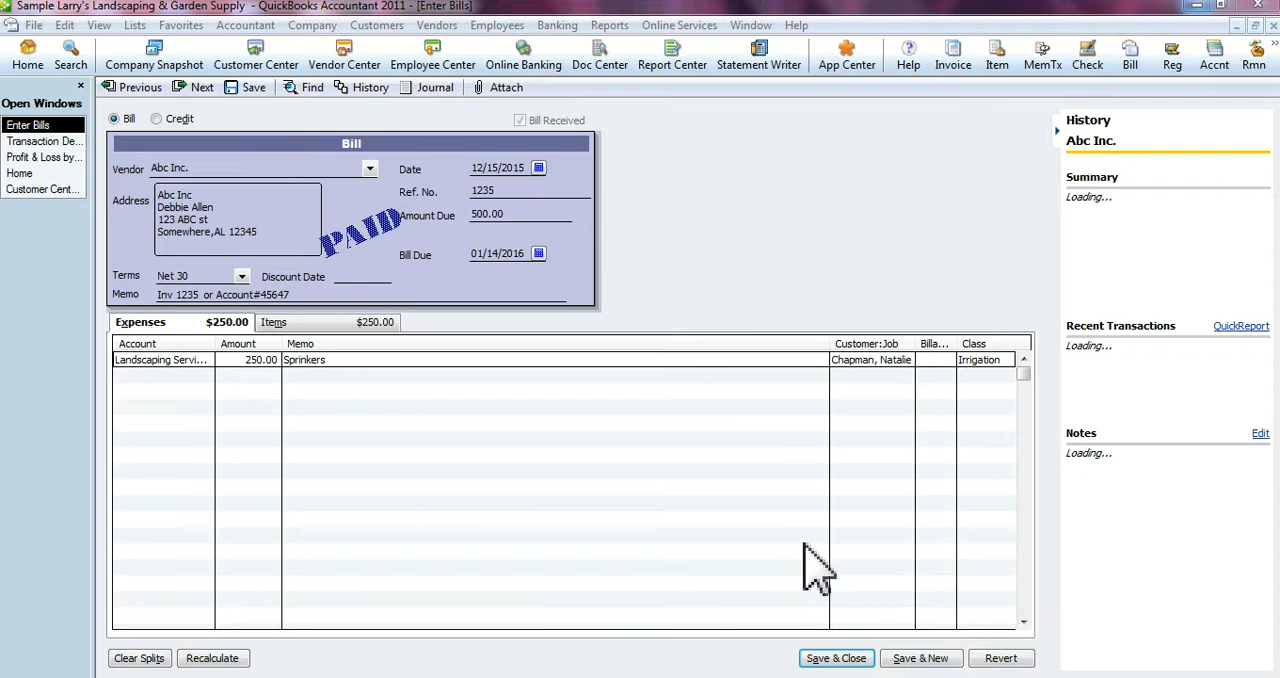 Sample Larry's Landscaping & Garden Supply - QuickBooks Accountant 2011 - [Enter Bills]
File Edit View Lists Favorites Accountant Company Customers Vendors Employees Banking Reports Online Services Window Help
Home Search Company Snapshot Customer Center Vendor Center Employee Center Online Banking Doc Center Report Center Statement Writer App Center Help Invoice Item MemTx Check Bill Reg Accnt Rmn
Previous Next Save Find History Journal Attach
Open Windows
Enter Bills
Transaction De...
Profit & Loss by...
Home
Customer Cent...
Bill Credit Bill Received
Bill
Vendor Abc Inc. Date 12/15/2015
Ref. No. 1235
Address Abc Inc
Debbie Allen
123 ABC st
Somewhere,AL 12345
PAID
Amount Due 500.00
Bill Due 01/14/2016
Terms Net 30 Discount Date
Memo Inv 1235 or Account#45647
Expenses $250.00 Items $250.00
Account Amount Memo Customer:Job Billa... Class
Landscaping Servi... 250.00 Sprinkers Chapman, Natalie Irrigation
Clear Splits Recalculate Save & Close Save & New Revert
History
Abc Inc.
Summary
Loading...
Recent Transactions QuickReport
Loading...
Notes Edit
Loading...